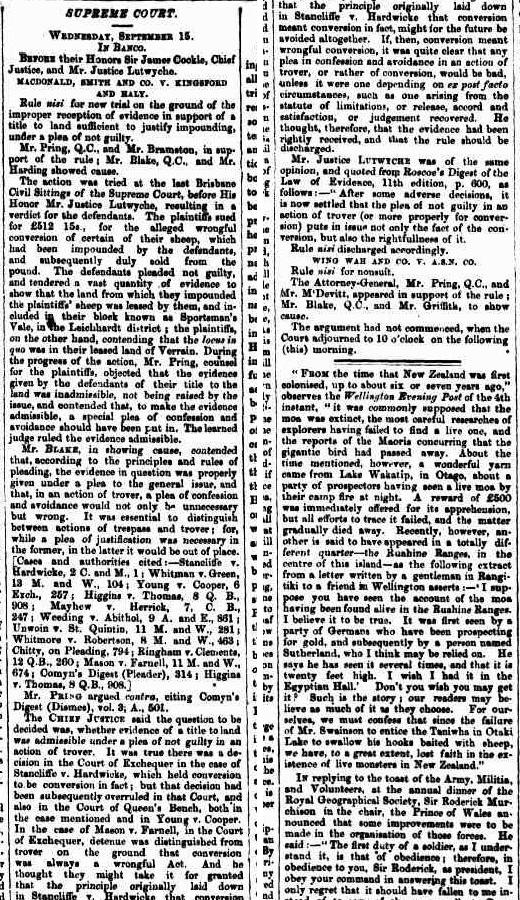 SUPREME COURT.
WEDNESDAY, SEPTEMBER 15.
IN BANCO.
BEFORE their Honors Sir James Cockle, Chief
Justice, and Mr. Justice Lutwyche.
MACDONALD, SMITH AND CO. V. KINGSFORD
AND HALY.
Rule nisi for new trial on the ground of the
improper reception of evidence in support of a
title to land sufficient to justify impounding,
under a plea of not guilty.
Mr. Pring, Q.C., and Mr. Bramston, in sup-
port of the rule; Mr. Blake, Q.C., and Mr.
Harding showed cause.
The action was tried at the last Brisbane
Civil Sittings of the Supreme Court, before His
Honor Mr. Justice Lutwyche, resulting in a
verdict for the defendants. The plaintiffs sued
for £512 15s., for the alleged wrongful
conversion of certain of their sheep, which
had been impounded by the defendants,
and subsequently duly sold from the
pound. The defendants pleaded not guilty,
and tendered a vast quantity of evidence to
show that the land from which they impounded
the plaintiffs' sheep was leased by them, and in-
cluded in their block known as Sportsman's
Vale, in the Leichhardt district; the plaintiffs,
on the other hand, contending that the locus in
quo was in their leased land of Verrain. During
the progress of the action, Mr. Pring, counsel
for the plaintiffs, objected that the evidence
given by the defendants of their title to the
land was inadmissible, not being raised by the
issue, and contended that, to make the evidence
admissible, a special plea of confession and
avoidance should have been put in. The learned
judge ruled the evidence admissible.
Mr. BLAKE, in showing cause, contended
that, according to the principles and rules of
pleading, the evidence in question was properly
given under a plea to the general issue, and
that, in an action of trover, a plea of confession
and avoidance would not only be unnecessary
but wrong. It was essential to distinguish
between actions of trespass and trover; for,
while a plea of justification was necessary in
the former, in the latter it would be out of place.
[Cases and authorities cited:—Stancliffe v.
Hardwicke, 2 C. and M., 1; Whitman v. Green,
13 M. and W., 104; Young v. Cooper, 6
Exch., 257; Higgins v. Thomas, 8 Q. B.,
908; Mayhew v. Herrick, 7, C. B.,
247; Weeding v. Abithol, 9 A. and E., 861;
Unwoin v. St. Quintin, 11 M. and W., 281;
Whitmore v. Robertson, 8 M. and W., 463;
Chitty, on Pleading, 794; Ringham v. Clements,
12 Q.B., 260; Mason v. Farnell, 11 M. and W.,
674; Comyn's Digest (Pleader), 314; Higgins
v. Thomas, 8 Q.B., 908.]
Mr. PRING argued contra, citing Comyn's
Digest (Dismes), vol. 3; A., 501.
The CHIEF JUSTICE said the question to be
decided was, whether evidence of a title to land
was admissible under a plea of not guilty in an
action of trover. It was true there was a de-
cision in the Court of Exchequer in the case of
Stancliffe v. Hardwicke, which held conversion
to be conversion in fact; but that decision had
been subsequently overruled in that Court, and
also in the Court of Queen's Bench, both in
the case mentioned and in Young v. Cooper.
In the case of Mason v. Farnell, in the Court
of Exchequer, detenue was distinguished from
trover on the ground that conversion
was always a wrongful Act. And he
thought they might take it for granted
that the principle originally laid down
in Stancliffe v. Hardwicke that conversion
that the principle originally laid down
in Stancliffe v. Hardwicke that conversion
meant conversion in fact, might for the future be
avoided altogether. If, then, conversion meant
wrongful conversion, it was quite clear that any
plea in confession and avoidance in an action of
trover, or rather of conversion, would be bad,
unless it were one depending on ex post facto
circumstances, such as one arising from the
statute of limitations, or release, accord and
satisfaction, or judgement recovered. He
thought, therefore, that the evidence had been
rightly received, and that the rule should be
discharged.
Mr. Justice LUTWYCHE was of the same
opinion, and quoted from Roscoe's Digest of the
Law of Evidence, 11th edition, p. 600, as
follows:—"After some adverse decisions, it
is now settled that the plea of not guilty in an
action of trover (or more properly for conver-
sion) puts in issue not only the fact of the con-
version, but also the rightfulness of it.
Rule nisi discharged accordingly.
WING WAH AND CO. V. A.S.N. CO.
Rule nisi for nonsuit.
The Attorney-General, Mr. Pring, Q.C., and
Mr. M'Devitt, appeared in support of the rule;
Mr. Blake, Q.C., and Mr. Griffith, to show
cause.
The argument had not commenced, when the
Court adjourned to 10 o'clock on the following
(this) morning.
"FROM the time that New Zealand was first
colonised, up to about six or seven years ago,"
observes the Wellington Evening Post of the 4th
instant, "it was commonly supposed that the
moa was extinct, the most careful researches of
explorers having failed to find a live one, and
the reports of the Maoris concurring that the
gigantic bird had passed away. About the
time mentioned, however, a wonderful yarn
came from Lake Wakatip, in Otago, about a
party of prospectors having seen a live moa by
their camp fire at night. A reward of £500
was immediately offered for its apprehension,
but all efforts to trace it failed, and the matter
gradually died away. Recently, however, an-
other is said to have appeared in a totally dif-
ferent quarter—the Ruahine Ranges, in the
centre of this island—as the following extract
from a letter written by a gentleman in Rangi-
tiki to a friend in Wellington asserts:—'I sup-
pose you have seen the account of the moa
having been found alive in the Ruahine Ranges.
I believe it to be true. It was first seen by a
party of Germans who have been prospecting
for gold, and subsequently by a person named
Sutherland, who I think may be relied on. He
says he has seen it several times, and that it is
twenty feet high. I wish I had it in the
Egyptian Hall.' Don't you wish you may get
it? Such is the story; our readers may be-
lieve as much of it as they choose. For our-
selves, we must confess that since the failure
of Mr. Swainson to entice the Taniwha in Otaki
Lake to swallow his hooks baited with sheep,
we have, to a great extent, lost faith in the ex-
istence of live monsters in New Zealand."
IN replying to the toast of the Army, Militia,
and Volunteers, at the annual dinner of the
Royal Geographical Society, Sir Roderick Mur-
chison in the chair, the Prince of Wales an-
nounced that some improvements were to be
made in the organisation of those forces. He
said:—"The first duty of a soldier, as I under-
stand it, is that of obedience; therefore, in
obedience to you, Sir Roderick, as president, I
obey your command in answering this toast. I
only regret that it should have fallen to me in-